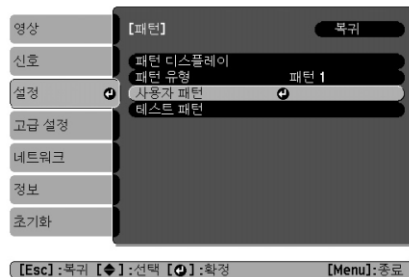 영상
신호
설정
고급 설정
네트워크
정보
초기화
[패턴]
복귀
패턴 디스플레이
패턴 유형 패턴 1
사용자 패턴
테스트 패턴
[Esc] :복귀 [◆] :선택 [↵] :확정 [Menu]:종료